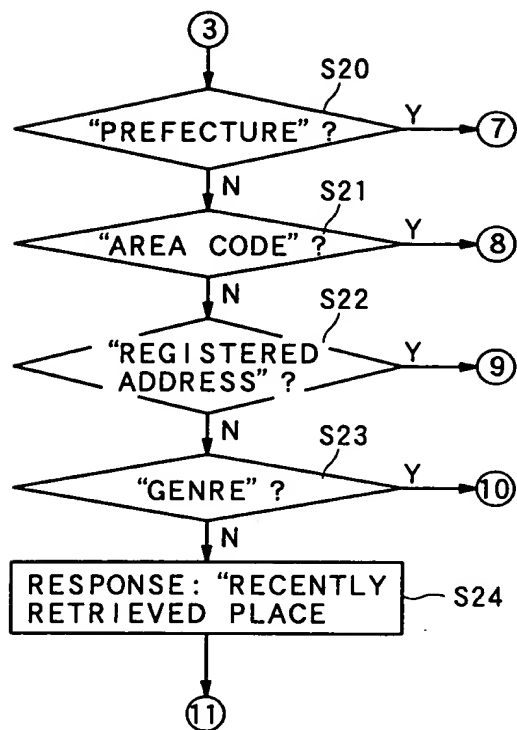 3
S20
"PREFECTURE" ?
Y
7
N
S21
"AREA CODE" ?
Y
8
N
S22
"REGISTERED
ADDRESS" ?
Y
9
N
S23
"GENRE" ?
Y
10
N
RESPONSE: "RECENTLY
RETRIEVED PLACE
S24
11